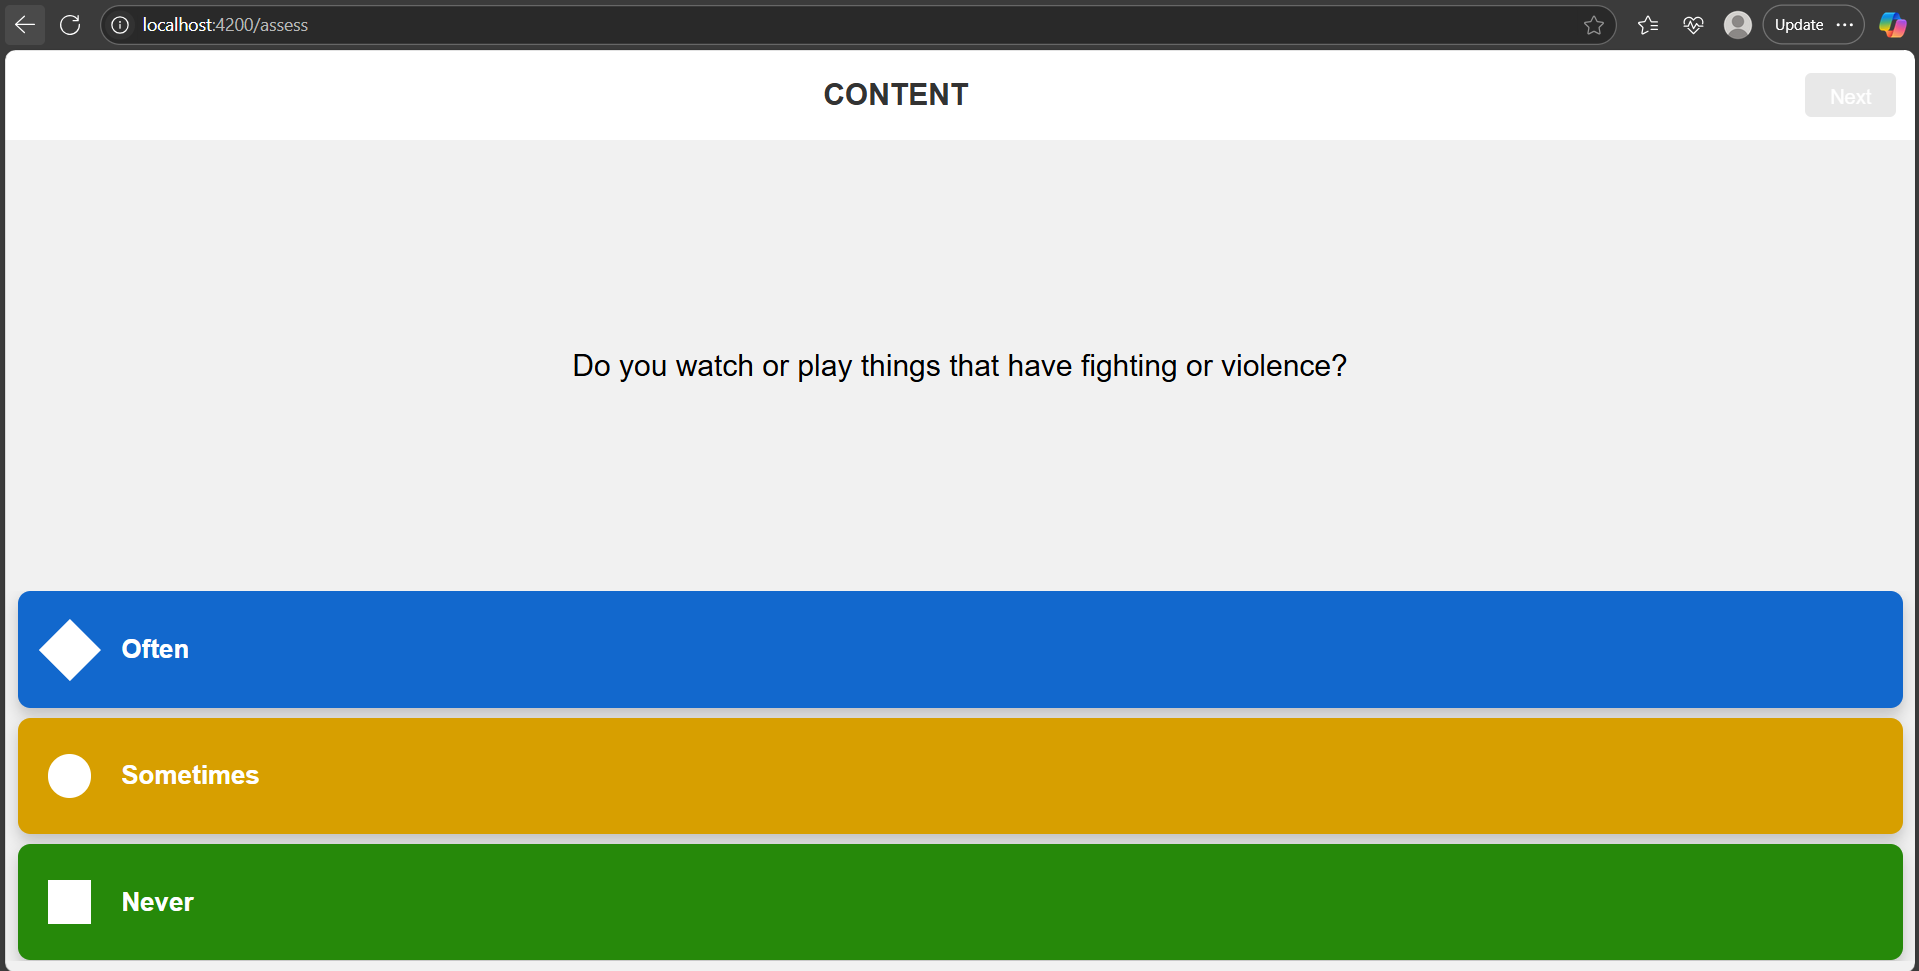 localhost:4200/assess
Update
CONTENT
Next
Do you watch or play things that have fighting or violence?
Often
Sometimes
Never